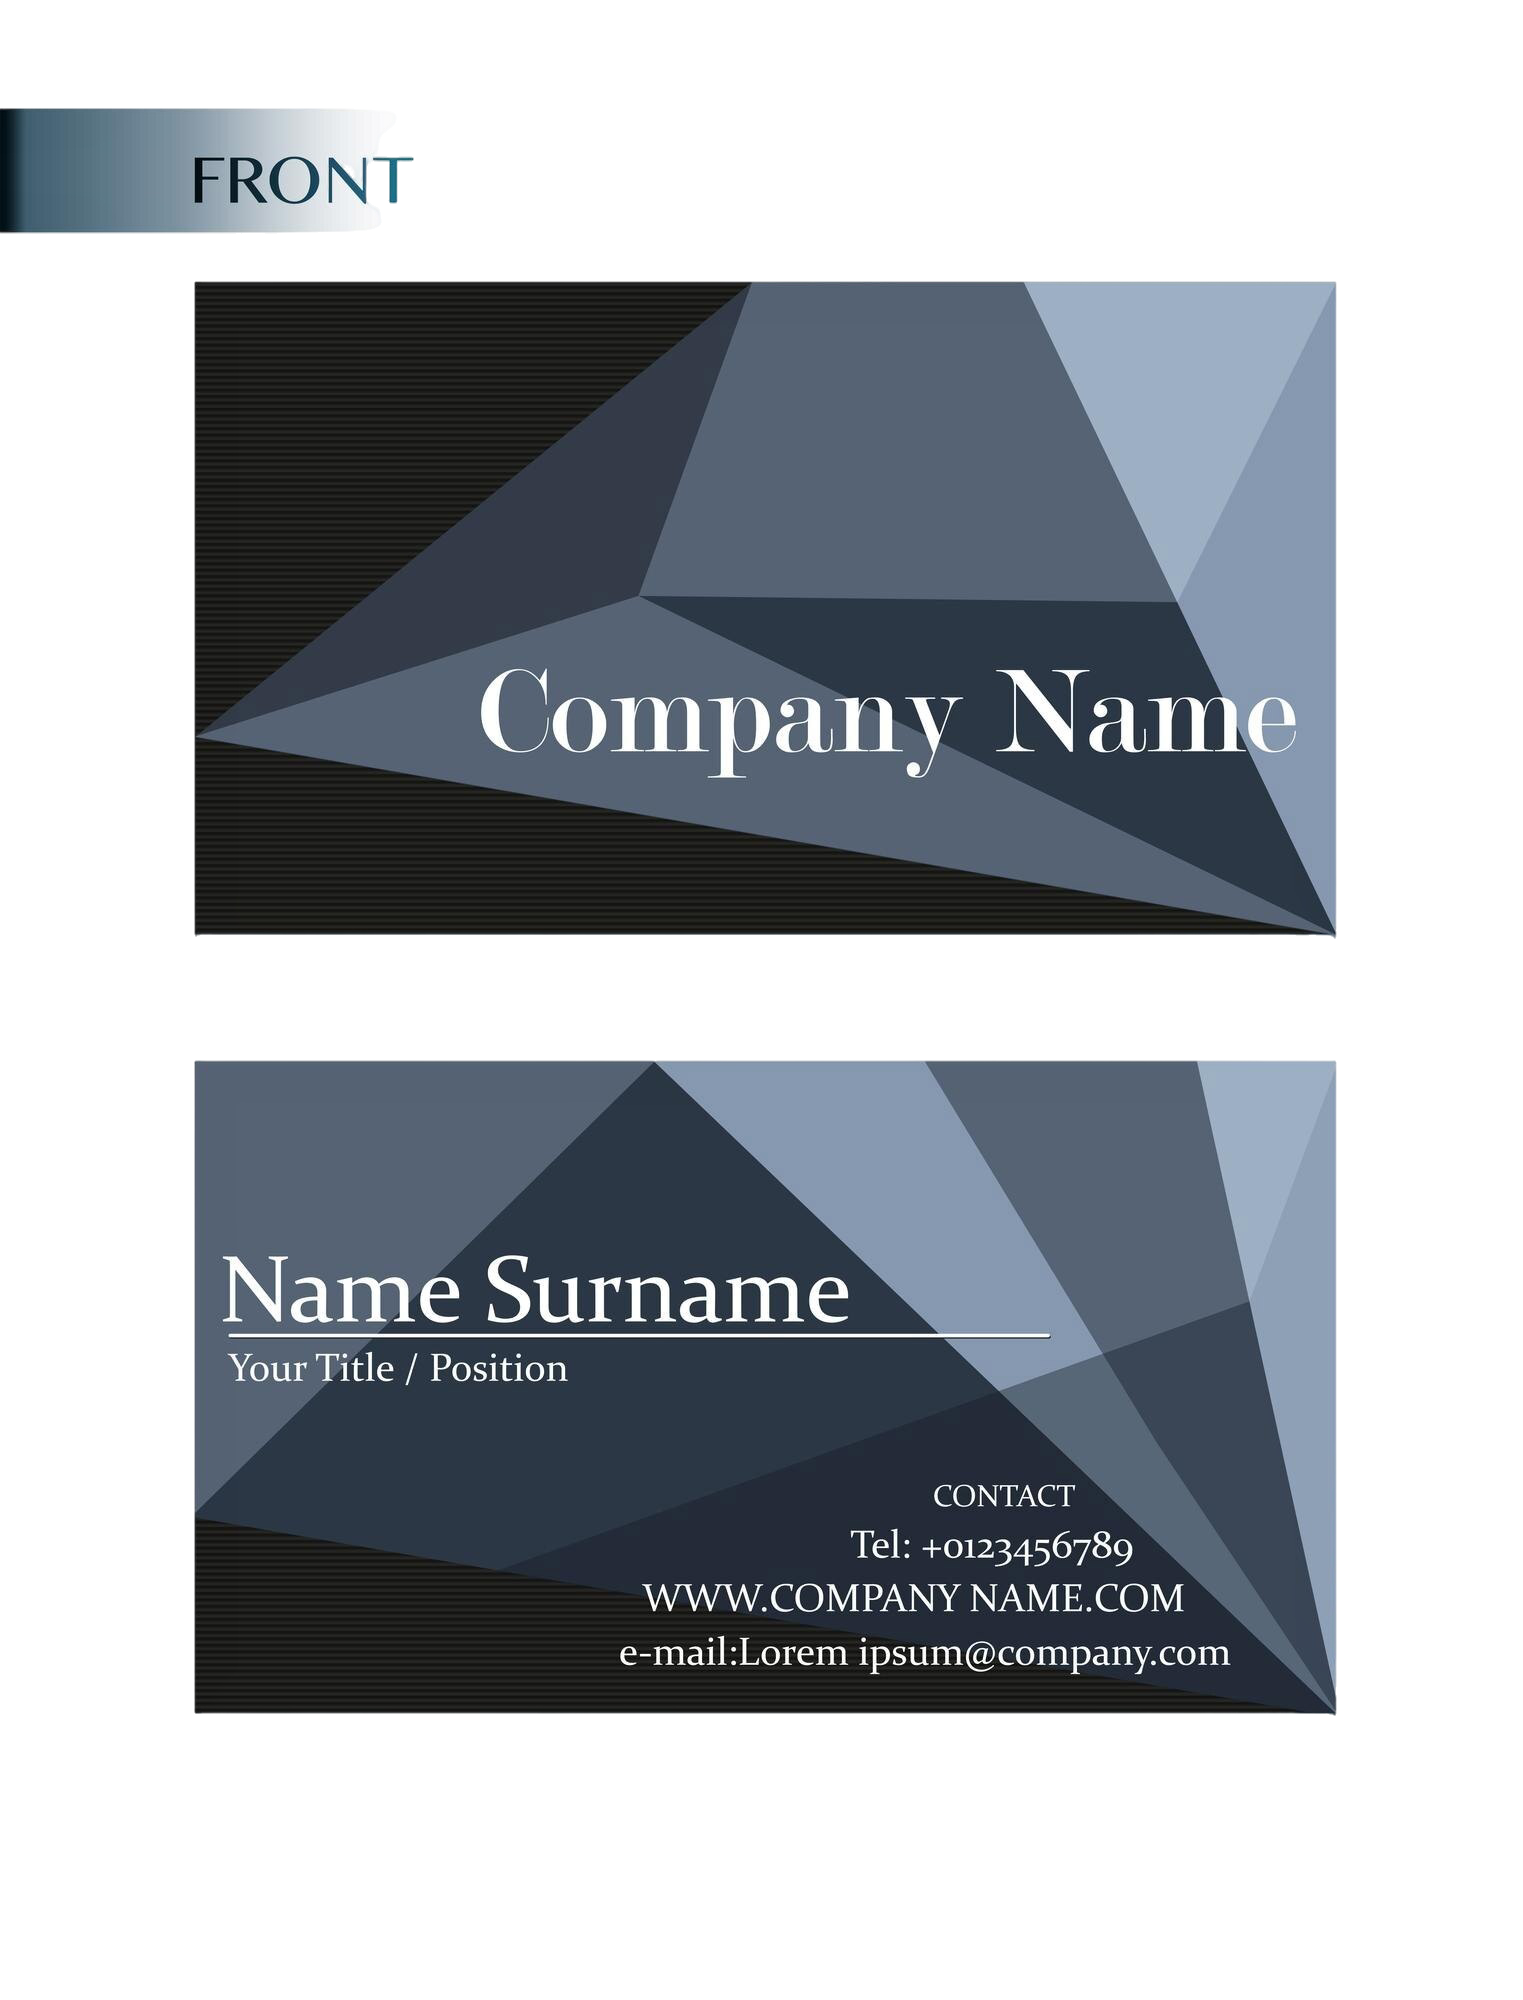 FRONT
Company Name
Name Surname
Your Title / Position
CONTACT
Tel: +0123456789
WWW.COMPANY NAME.COM
e-mail:Lorem ipsum@company.com